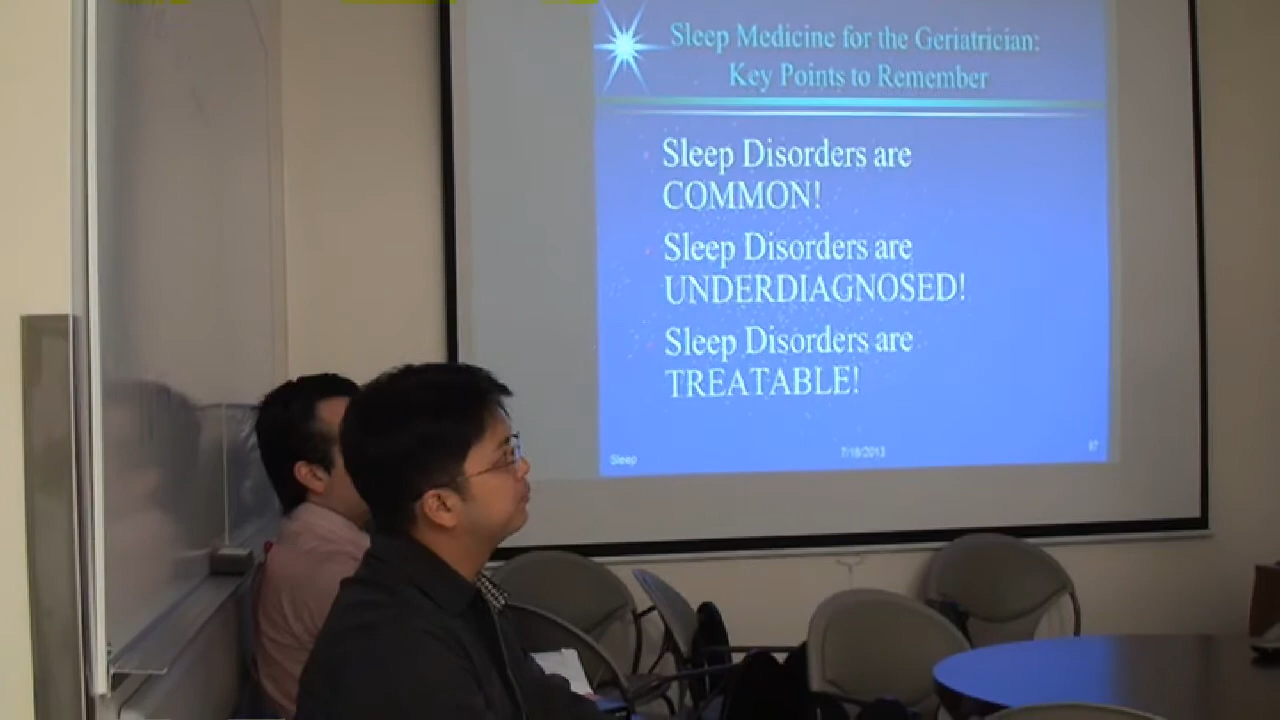 Sleep Medicine for the Geriatrician:
Key Points to Remember
Sleep Disorders are
COMMON!
Sleep Disorders are
UNDERDIAGNOSED!
Sleep Disorders are
TREATABLE!
Sleep
7/18/2013